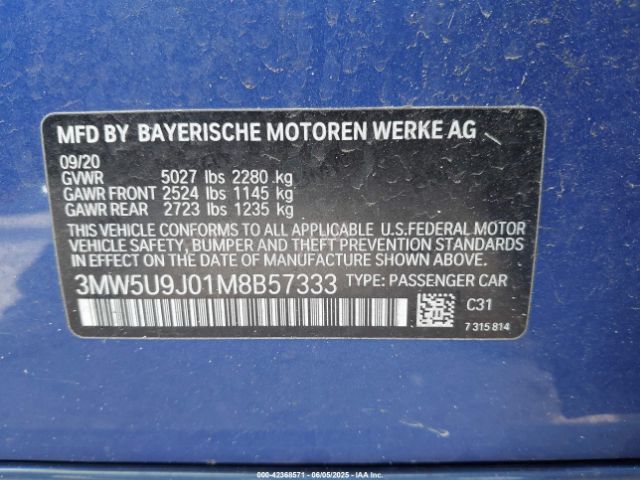 MFD BY BAYERISCHE MOTOREN WERKE AG
09/20
GVWR 5027 lbs 2280 kg
GAWR FRONT 2524 lbs 1145 kg
GAWR REAR 2723 lbs 1235 kg
THIS VEHICLE CONFORMS TO ALL APPLICABLE U.S.FEDERAL MOTOR
VEHICLE SAFETY, BUMPER AND THEFT PREVENTION STANDARDS
IN EFFECT ON THE DATE OF MANUFACTURE SHOWN ABOVE.
3MW5U9J01M8B57333 TYPE: PASSENGER CAR
C31
7 315 814
000-42368571 - 06/05/2025 - IAA Inc.